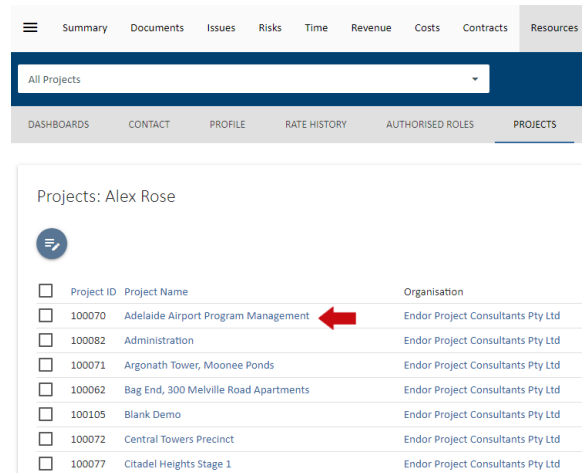 Summary Documents Issues Risks Time Revenue Costs Contracts Resources
All Projects
DASHBOARDS CONTACT PROFILE RATE HISTORY AUTHORISED ROLES PROJECTS
Projects: Alex Rose
Project ID Project Name Organisation
100070 Adelaide Airport Program Management Endor Project Consultants Pty Ltd
100082 Administration Endor Project Consultants Pty Ltd
100071 Argonath Tower, Moonee Ponds Endor Project Consultants Pty Ltd
100062 Bag End, 300 Melville Road Apartments Endor Project Consultants Pty Ltd
100105 Blank Demo Endor Project Consultants Pty Ltd
100072 Central Towers Precinct Endor Project Consultants Pty Ltd
100077 Citadel Heights Stage 1 Endor Project Consultants Pty Ltd